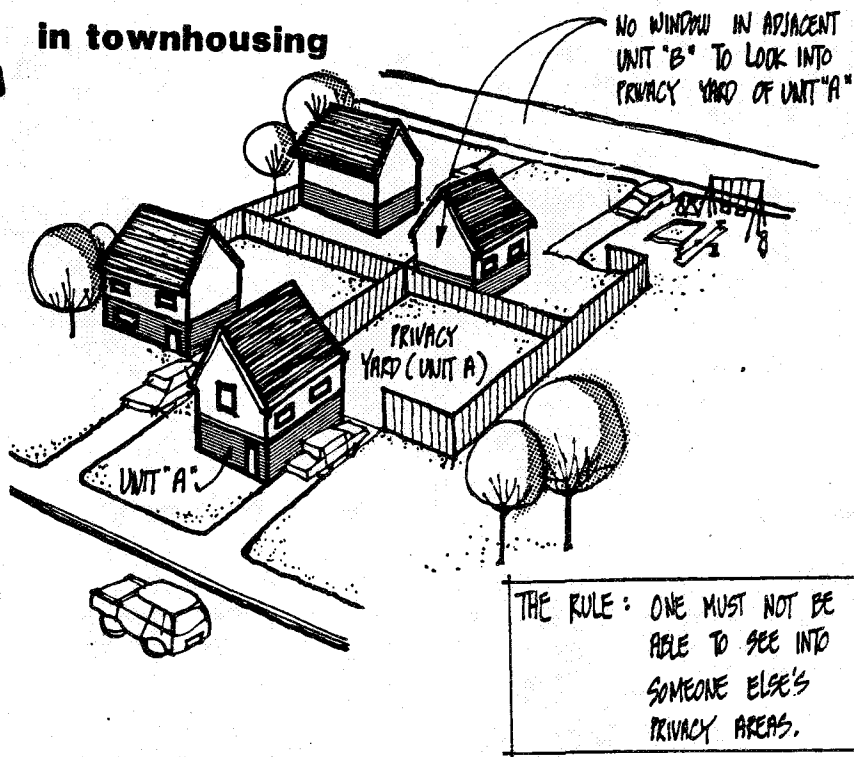 in townhousing
NO WINDOW IN ADJACENT
UNIT "B" TO LOOK INTO
PRIVACY YARD OF UNIT "A"
PRIVACY
YARD (UNIT A)
UNIT "A"
THE RULE: ONE MUST NOT BE
ABLE TO SEE INTO
SOMEONE ELSE'S
PRIVACY AREAS.